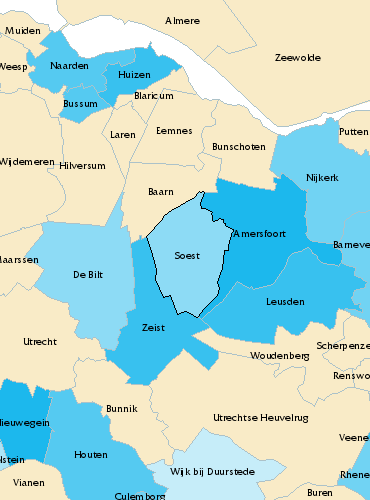 Almere
Muiden
Zeewolde
Weesp
Naarden
Huizen
Blaricum
Bussum
Eemnes
Laren
Putten
Bunschoten
Wijdemeren
Hilversum
Nijkerk
Baarn
Amersfoort
Barneve
Soest
Maarssen
De Bilt
Leusden
Zeist
Utrecht
Scherpenze
Woudenberg
Renswo
Bunnik
Utrechtse Heuvelrug
Nieuwegein
Veene
Houten
lstein
Wijk bij Duurstede
Rhene
Vianen
Buren
Culemborg